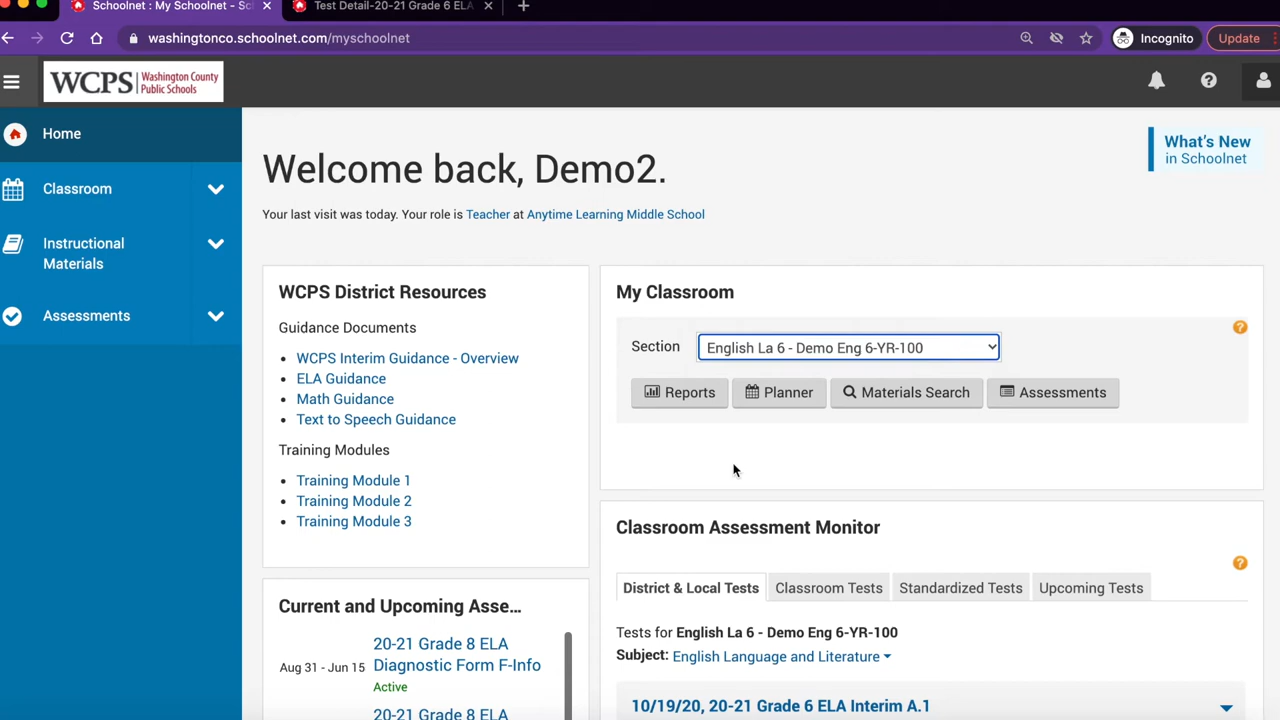 Schoolnet : My Schoolnet - Sc
Test Detail-20-21 Grade 6 ELA
washingtonco.schoolnet.com/myschoolnet
Incognito
Update
WCPS
Washington County
Public Schools
Home
Classroom
Instructional
Materials
Assessments
Welcome back, Demo2.
What's New
in Schoolnet
Your last visit was today. Your role is Teacher at Anytime Learning Middle School
WCPS District Resources
Guidance Documents
WCPS Interim Guidance - Overview
ELA Guidance
Math Guidance
Text to Speech Guidance
Training Modules
Training Module 1
Training Module 2
Training Module 3
Current and Upcoming Asse...
20-21 Grade 8 ELA
Aug 31 - Jun 15 Diagnostic Form F-Info
Active
20-21 Grade 8 ELA
My Classroom
Section English La 6 - Demo Eng 6-YR-100
Reports Planner Materials Search Assessments
Classroom Assessment Monitor
District & Local Tests Classroom Tests Standardized Tests Upcoming Tests
Tests for English La 6 - Demo Eng 6-YR-100
Subject: English Language and Literature
10/19/20, 20-21 Grade 6 ELA Interim A.1